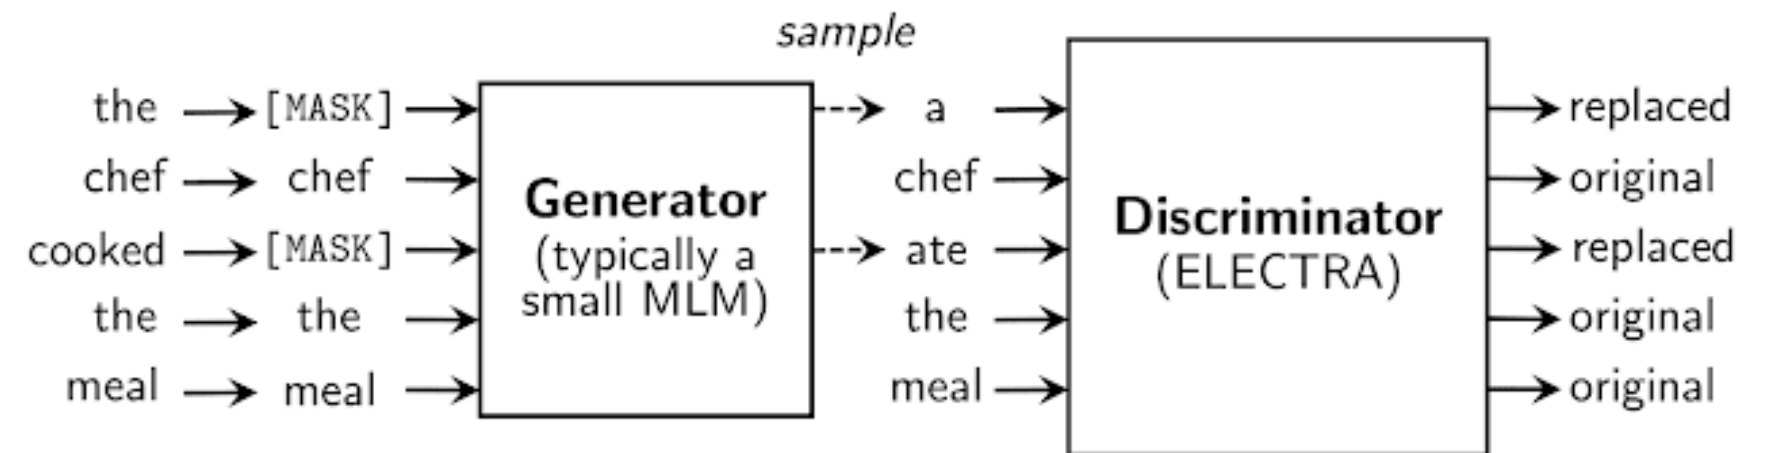 sample
the [MASK] a replaced
chef chef chef original
Generator
Discriminator
cooked [MASK] (typically a ate (ELECTRA) replaced
small MLM)
the the the original
meal meal meal original